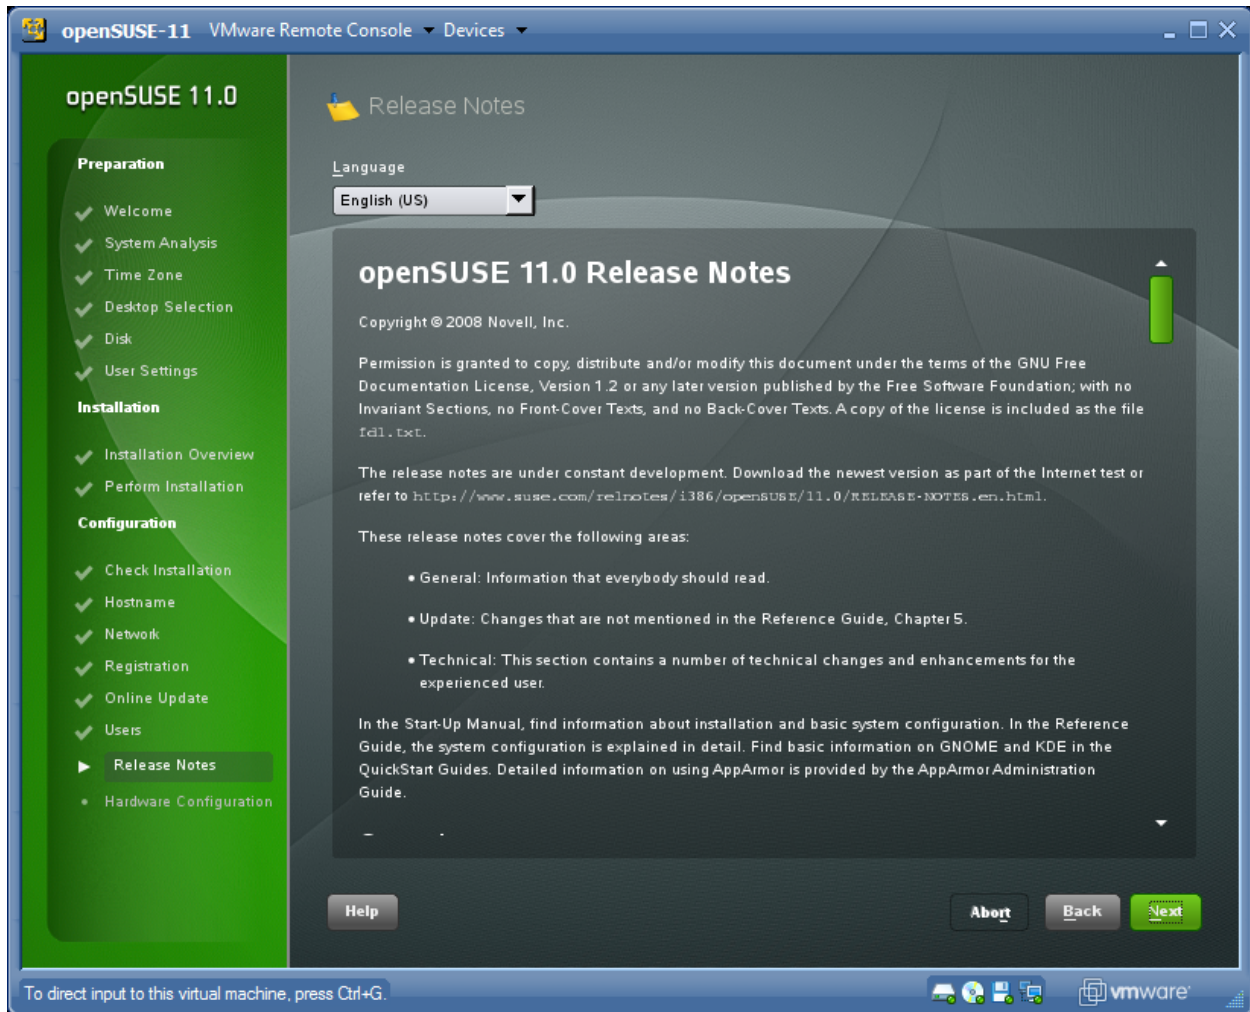 openSUSE-11 VMware Remote Console Devices
openSUSE 11.0
Preparation
Welcome
System Analysis
Time Zone
Desktop Selection
Disk
User Settings
Installation
Installation Overview
Perform Installation
Configuration
Check Installation
Hostname
Network
Registration
Online Update
Users
Release Notes
Hardware Configuration
Release Notes
Language
English (US)
openSUSE 11.0 Release Notes
Copyright © 2008 Novell, Inc.
Permission is granted to copy, distribute and/or modify this document under the terms of the GNU Free
Documentation License, Version 1.2 or any later version published by the Free Software Foundation; with no
Invariant Sections, no Front-Cover Texts, and no Back-Cover Texts. A copy of the license is included as the file
fdl.txt.
The release notes are under constant development. Download the newest version as part of the Internet test or
refer to http://www.suse.com/relnotes/i386/openSUSE/11.0/RELEASE-NOTES.en.html.
These release notes cover the following areas:
• General: Information that everybody should read.
• Update: Changes that are not mentioned in the Reference Guide, Chapter 5.
• Technical: This section contains a number of technical changes and enhancements for the
experienced user.
In the Start-Up Manual, find information about installation and basic system configuration. In the Reference
Guide, the system configuration is explained in detail. Find basic information on GNOME and KDE in the
QuickStart Guides. Detailed information on using AppArmor is provided by the AppArmor Administration
Guide.
Help
Abort
Back
Next
To direct input to this virtual machine, press Ctrl+G.
vmware